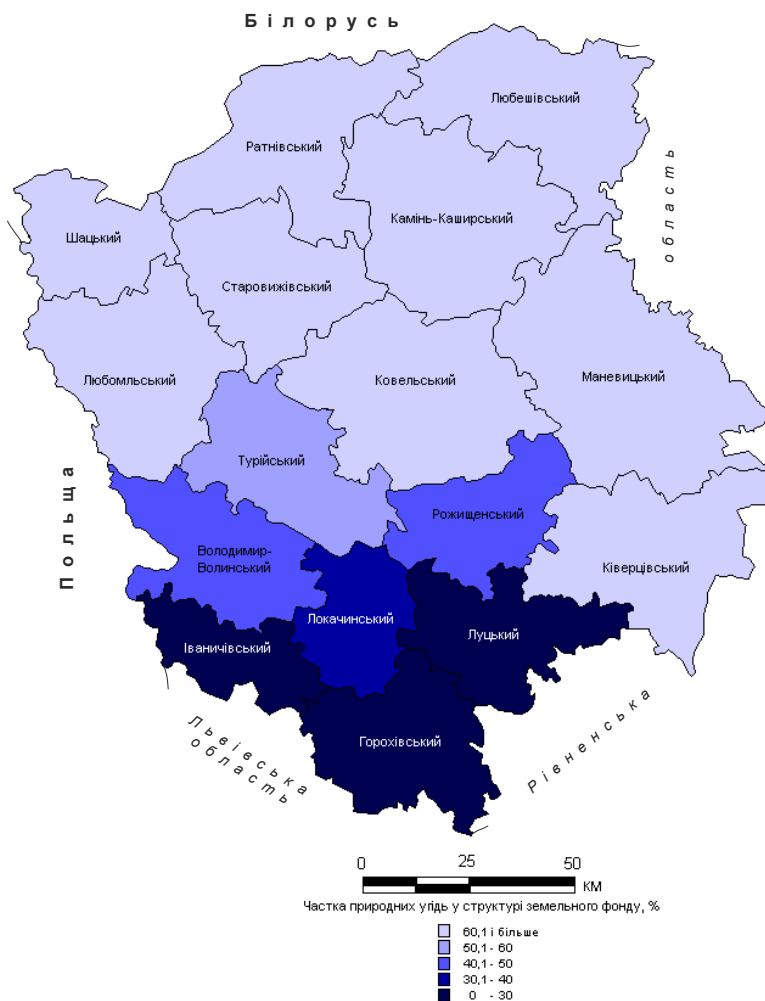 Білорусь
Любешівський
Ратнівський
область
Камінь-Каширський
Шацький
Старовижівський
Любомльський
Ковельський
Маневицький
Турійський
Польща
Рожищенський
Володимир-
Волинський
Ківерцівський
Локачинський
Луцький
Іваничівський
Львівська
область
Горохівський
Рівненська
0 25 50
КМ
Частка природних угідь у структурі земельного фонду, %
60,1 і більше
50,1 - 60
40,1 - 50
30,1 - 40
0 - 30